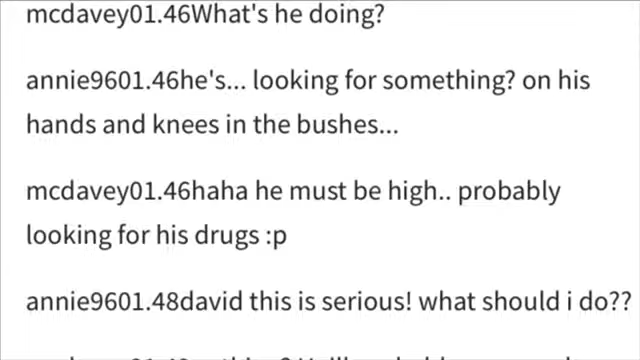 mcdavey01.46What's he doing?
annie9601.46he's... looking for something? on his
hands and knees in the bushes...
mcdavey01.46haha he must be high.. probably
looking for his drugs :p
annie9601.48david this is serious! what should i do??